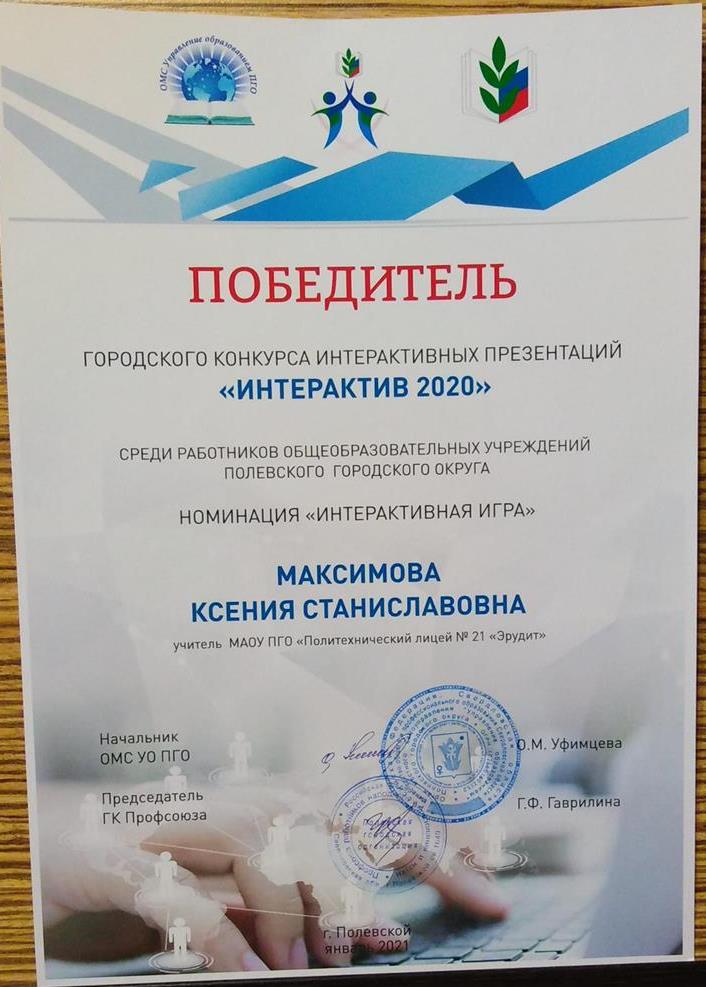 ОМС Управление образованием ПГО
ПОБЕДИТЕЛЬ
ГОРОДСКОГО КОНКУРСА ИНТЕРАКТИВНЫХ ПРЕЗЕНТАЦИЙ
«ИНТЕРАКТИВ 2020»
СРЕДИ РАБОТНИКОВ ОБЩЕОБРАЗОВАТЕЛЬНЫХ УЧРЕЖДЕНИЙ
ПОЛЕВСКОГО ГОРОДСКОГО ОКРУГА
НОМИНАЦИЯ «ИНТЕРАКТИВНАЯ ИГРА»
МАКСИМОВА
КСЕНИЯ СТАНИСЛАВОВНА
учитель МАОУ ПГО «Политехнический лицей № 21 «Эрудит»
Начальник
ОМС УО ПГО
О.М. Уфимцева
Председатель
ГК Профсоюза
Г.Ф. Гаврилина
городская
организация
г. Полевской
январь 2021